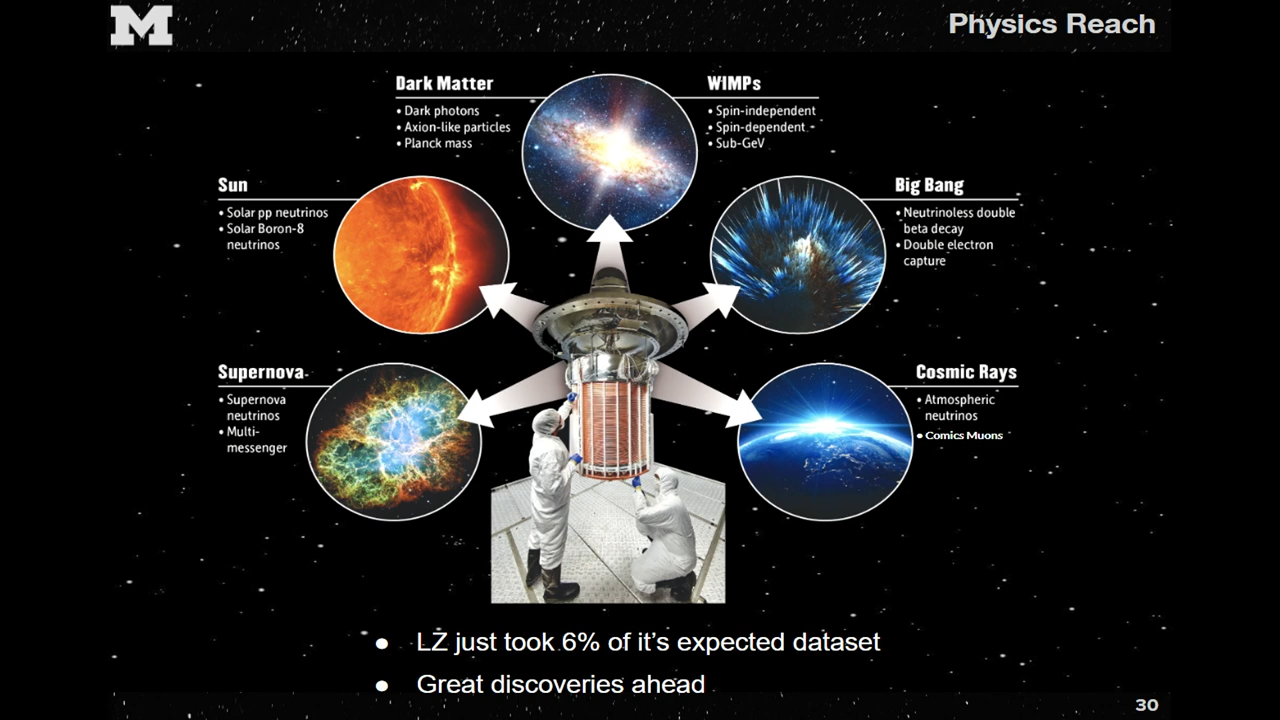 M
Physics Reach
Dark Matter
• Dark photons
• Axion-like particles
• Planck mass
WIMPs
• Spin-independent
• Spin-dependent
• Sub-GeV
Sun
• Solar pp neutrinos
• Solar Boron-8
neutrinos
Big Bang
• Neutrinoless double
beta decay
• Double electron
capture
Supernova
• Supernova
neutrinos
• Multi-
messenger
Cosmic Rays
• Atmospheric
neutrinos
• Comics Muons
● LZ just took 6% of it's expected dataset
● Great discoveries ahead
30